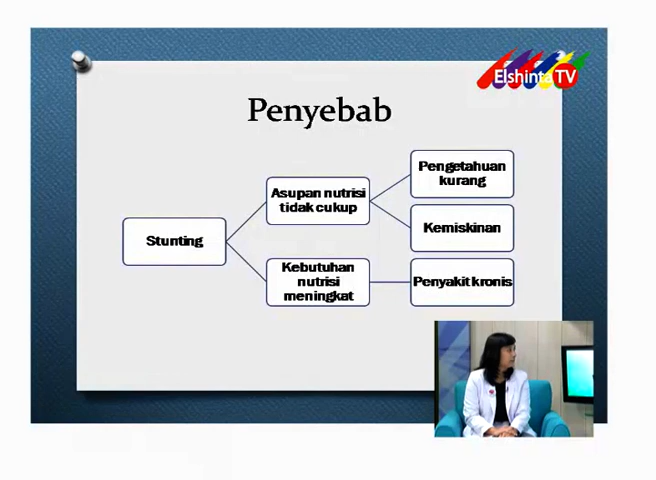 Elshinta TV
Penyebab
Pengetahuan
kurang
Asupan nutrisi
tidak cukup
Kemiskinan
Stunting
Kebutuhan
nutrisi
meningkat
Penyakit kronis